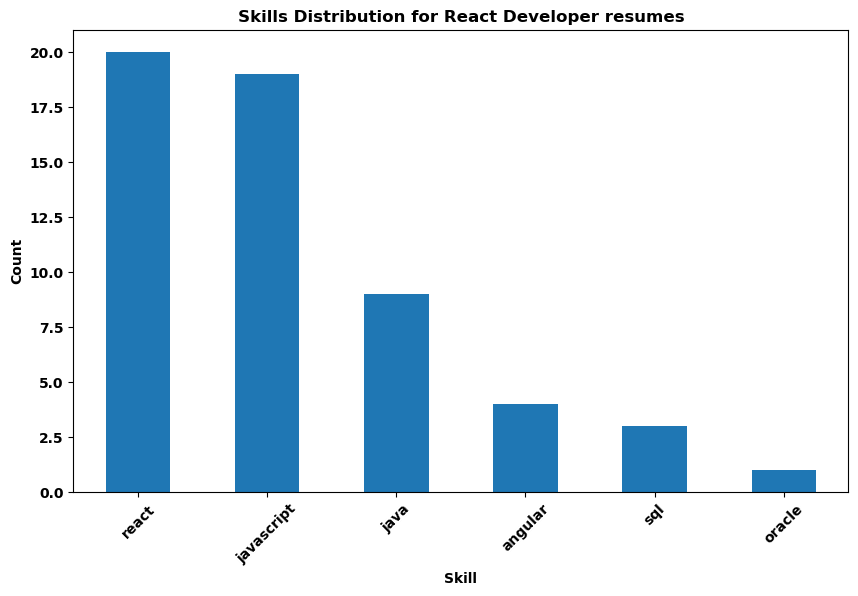 Skills Distribution for React Developer resumes
20.0
17.5
15.0
12.5
10.0
7.5
5.0
2.5
0.0
Count
react
javascript
java
angular
sql
oracle
Skill